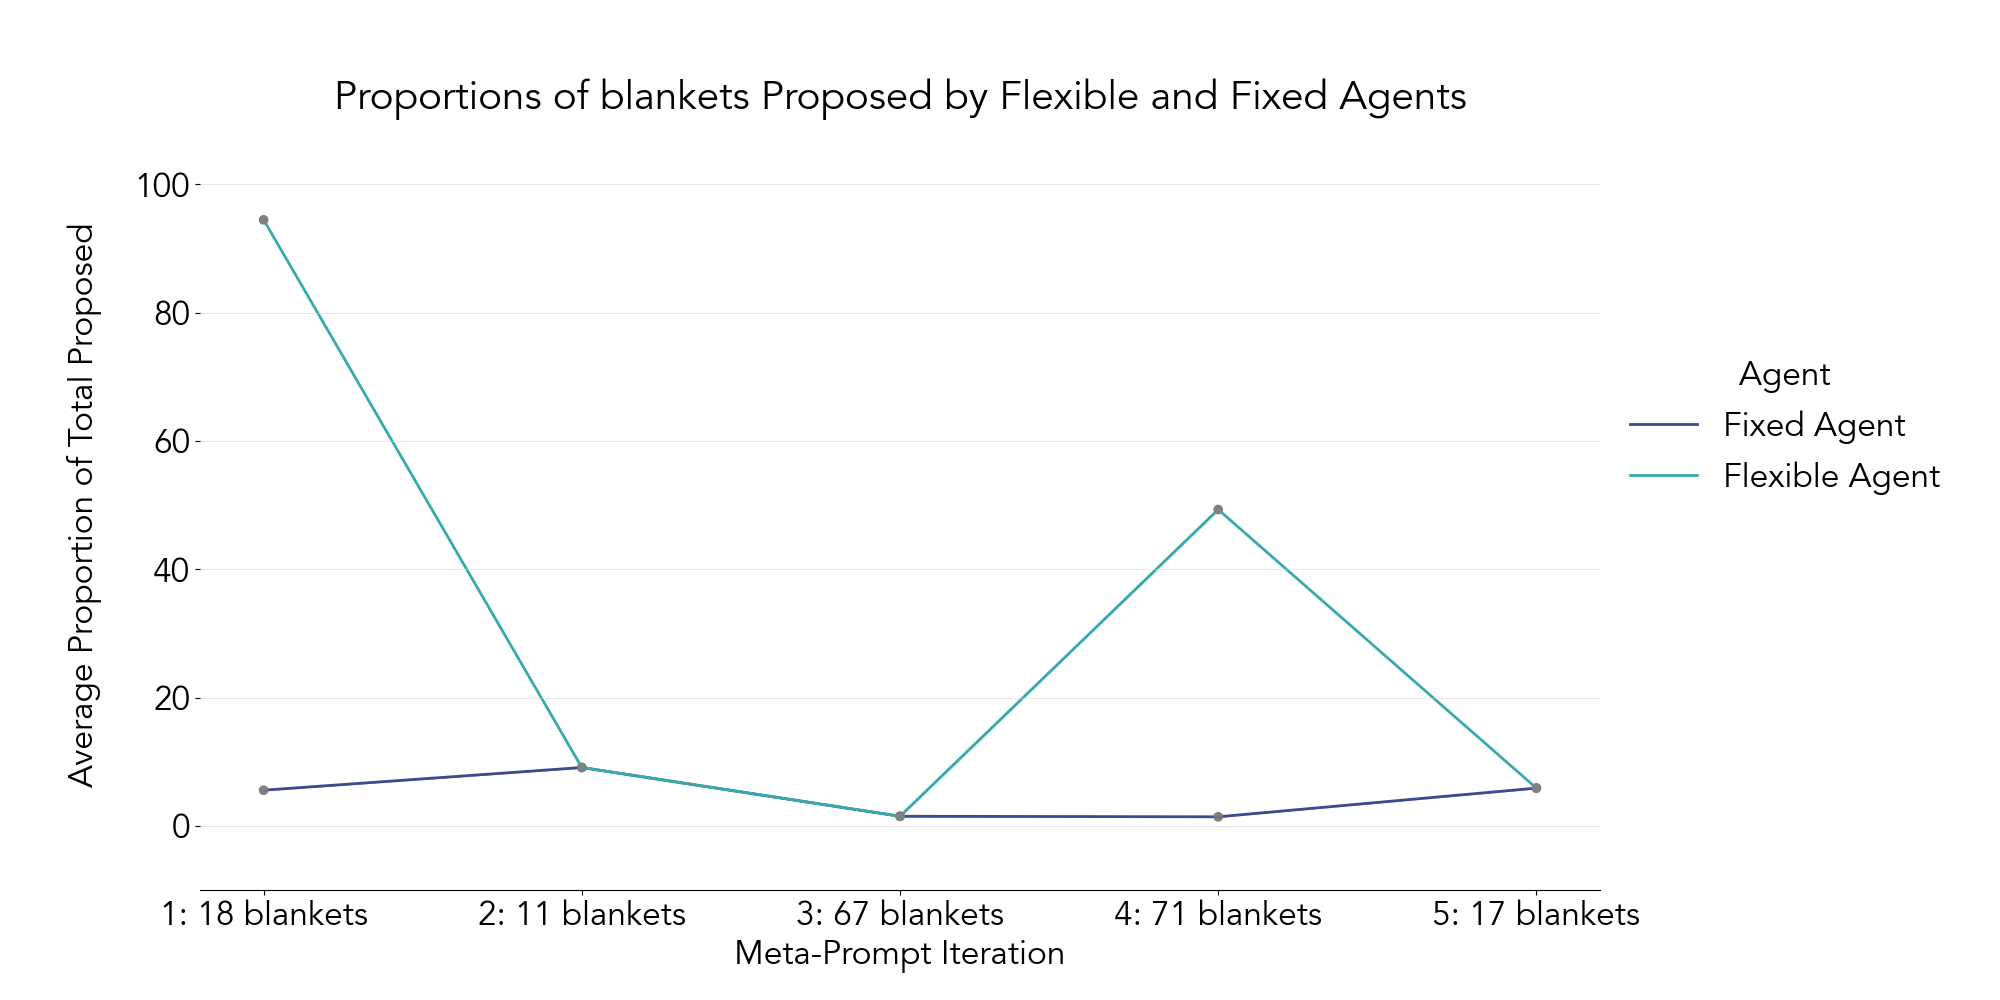 Proportions of blankets Proposed by Flexible and Fixed Agents
Average Proportion of Total Proposed
100
80
60
40
20
0
1: 18 blankets
2: 11 blankets
3: 67 blankets
4: 71 blankets
5: 17 blankets
Meta-Prompt Iteration
Agent
Fixed Agent
Flexible Agent